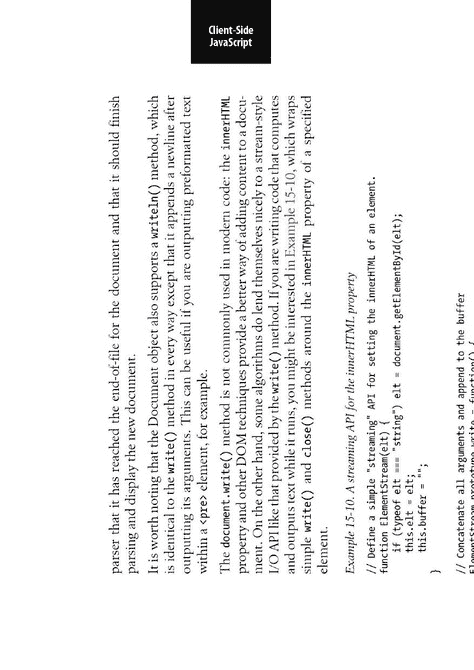 Client-Side
JavaScript
parser that it has reached the end-of-file for the document and that it should finish
parsing and display the new document.
It is worth noting that the Document object also supports a writeln() method, which
is identical to the write() method in every way except that it appends a newline after
outputting its arguments. This can be useful if you are outputting preformatted text
within a <pre> element, for example.
The document.write() method is not commonly used in modern code: the innerHTML
property and other DOM techniques provide a better way of adding content to a docu-
ment. On the other hand, some algorithms do lend themselves nicely to a stream-style
I/O API like that provided by the write() method. If you are writing code that computes
and outputs text while it runs, you might be interested in Example 15-10, which wraps
simple write() and close() methods around the innerHTML property of a specified
element.
Example 15-10. A streaming API for the innerHTML property
// Define a simple "streaming" API for setting the innerHTML of an element.
function ElementStream(elt) {
if (typeof elt === "string") elt = document.getElementById(elt);
this.elt = elt;
this.buffer = "";
}
// Concatenate all arguments and append to the buffer
ElementStream.prototype.write = function() {